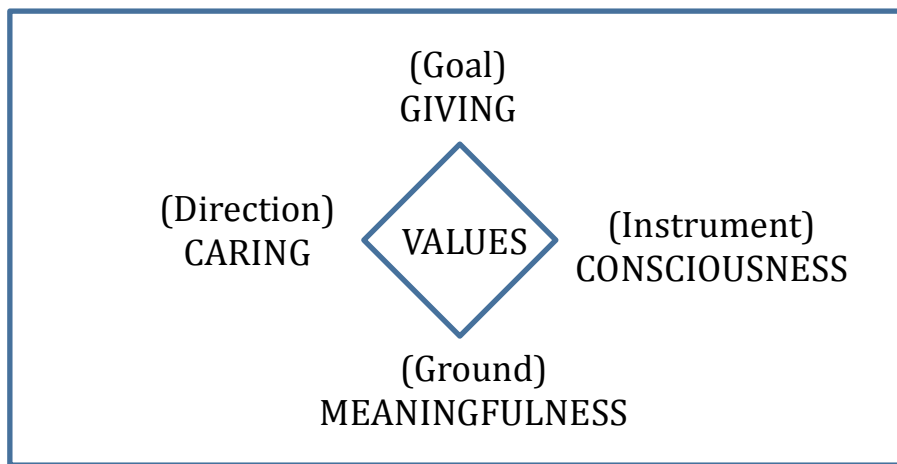 (Goal)
GIVING
(Direction)
CARING
VALUES
(Instrument)
CONSCIOUSNESS
(Ground)
MEANINGFULNESS